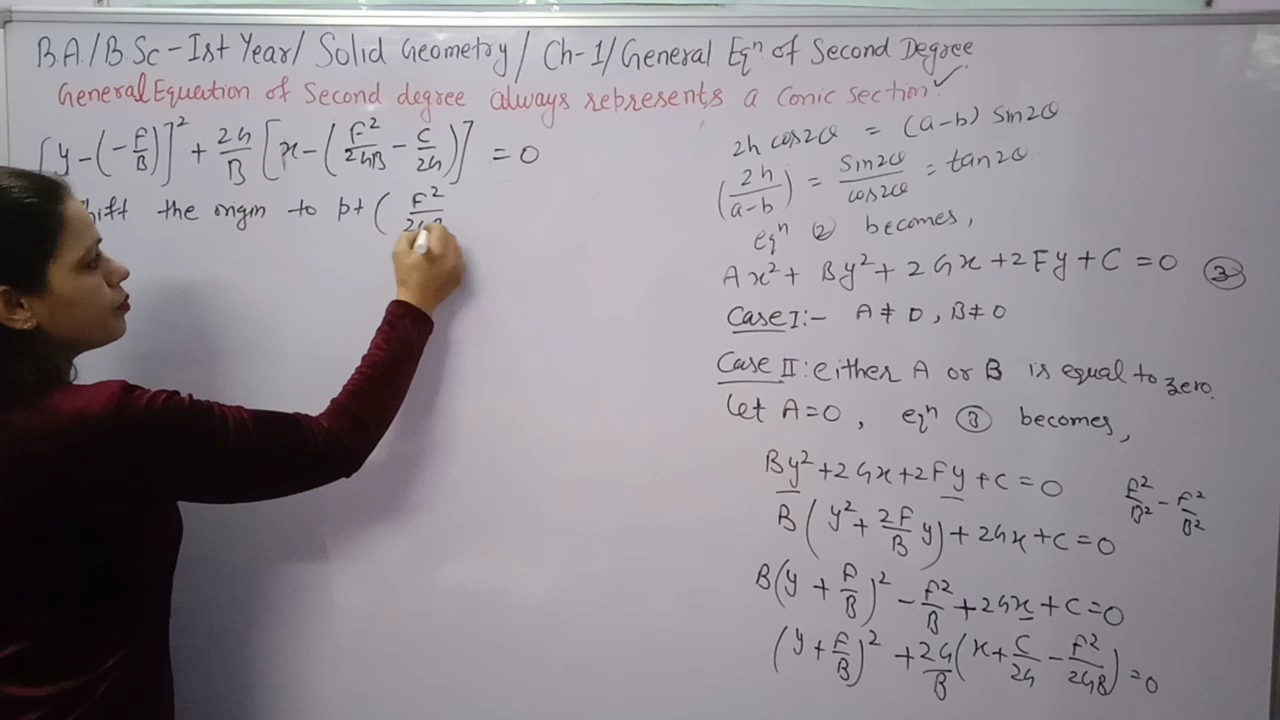 B.A./B.Sc - Ist Year/ Solid Geometry / Ch-1/ General Eqⁿ of Second Degree
General Equation of Second degree always represents a Conic section ✓
[y-(-F/B)]² + 2G/B [x-(F²/2GB - C/2G)] = 0
the origin to pt ( F²/2G
2h cos2θ = (a-b) sin2θ
(2h/a-b) = sin2θ/cos2θ = tan2θ
eqⁿ ② becomes,
Ax² + By² + 2Gx + 2Fy + C = 0 ③
Case I:- A ≠ 0, B ≠ 0
Case II: either A or B is equal to zero.
Let A=0, eqⁿ ③ becomes,
By² + 2Gx + 2Fy + C = 0
F²/B² - F²/B²
B(y² + 2F/B y) + 2Gx + C = 0
B(y + F/B)² - F²/B + 2Gx + C = 0
(y + F/B)² + 2G/B (x + C/2G - F²/2GB) = 0